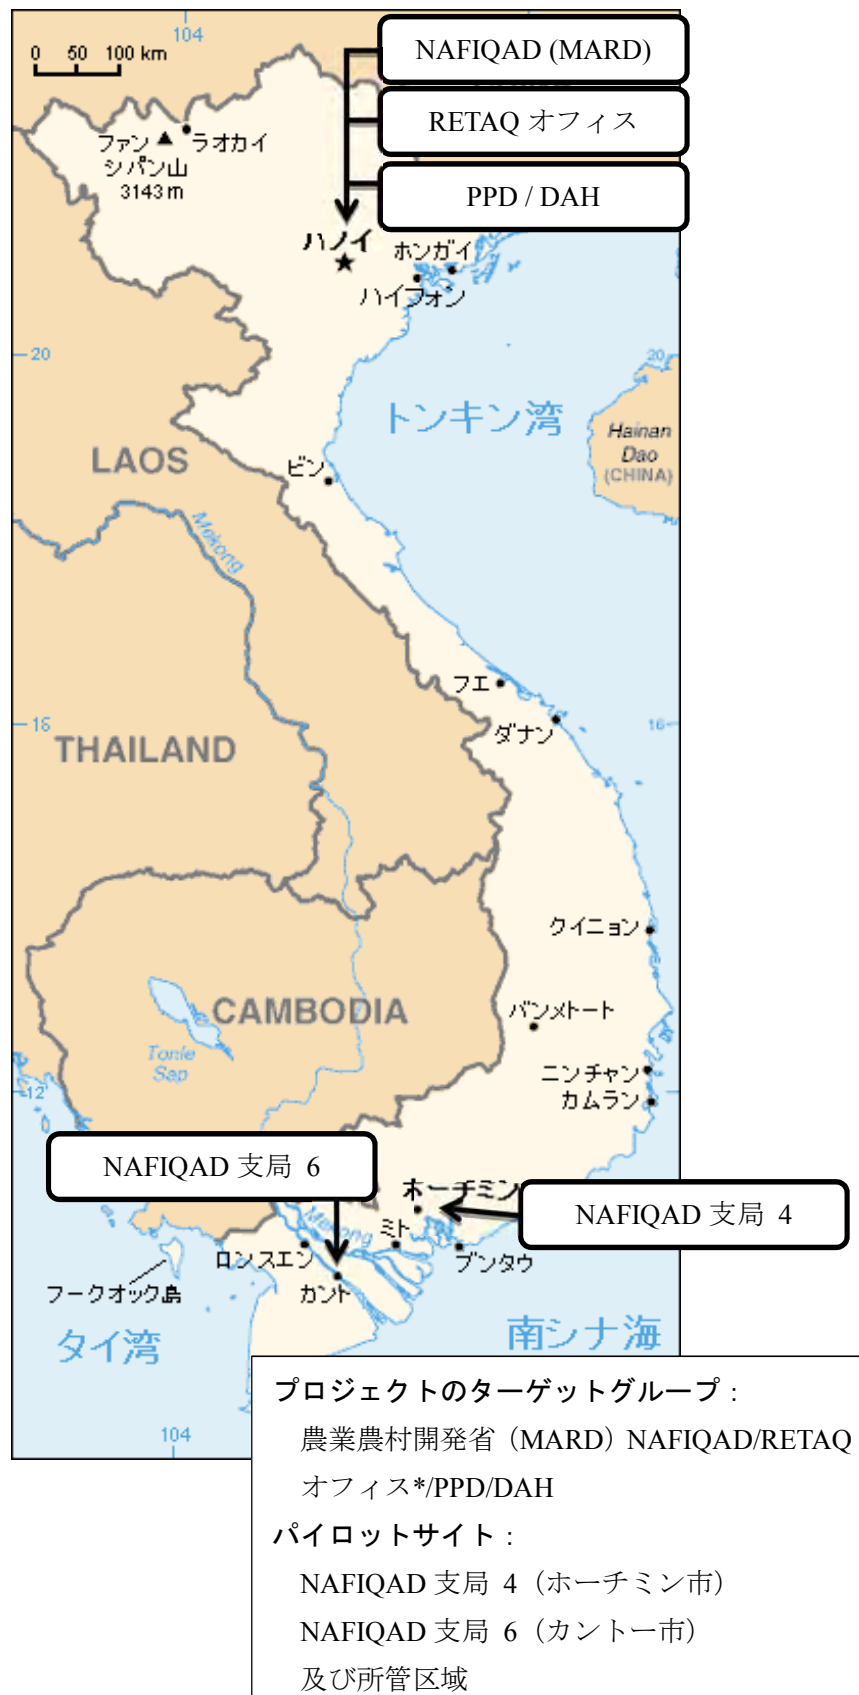 104
0 50 100 km
NAFIQAD (MARD)
RETAQ オフィス
PPD / DAH
ファン
シパン山
3143 m
ラオカイ
ハノイ
ホンガイ
ハイフォン
20
20
トンキン湾
Hainan
Dao
(CHINA)
LAOS
ビン
Mekong
フエ
ダナン
16
16
THAILAND
クイニョン
CAMBODIA
バンメトート
Tonle
Sap
ニンチャン
カムラン
12
NAFIQAD 支局 6
ホーチミン
NAFIQAD 支局 4
Mekong
ミト
ロンスエン
ブンタウ
カント
フークオック島
タイ湾
南シナ海
104
プロジェクトのターゲットグループ：
農業農村開発省（MARD）NAFIQAD/RETAQ
オフィス*/PPD/DAH
パイロットサイト：
NAFIQAD 支局 4（ホーチミン市）
NAFIQAD 支局 6（カントー市）
及び所管区域